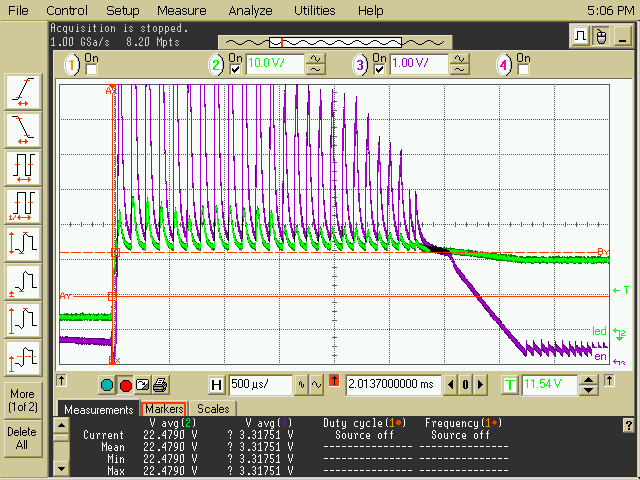 File Control Setup Measure Analyze Utilities Help 5:06 PM
Acquisition is stopped.
1.00 GSa/s 8.20 Mpts
1 On 2 On 10.0 V/ 3 On 1.00 V/ 4 On
Ax
By
Ay
T
2
led
en
Bx
H 500 µs/ 2.0137000000 ms 0 T 11.54 V
More
(1 of 2)
Delete
All
Measurements Markers Scales
V avg(2) V avg(3) Duty cycle(1) Frequency(1)
Current 22.4790 V ? 3.31751 V Source off Source off
Mean 22.4790 V ? 3.31751 V
Min 22.4790 V ? 3.31751 V
Max 22.4790 V ? 3.31751 V
?